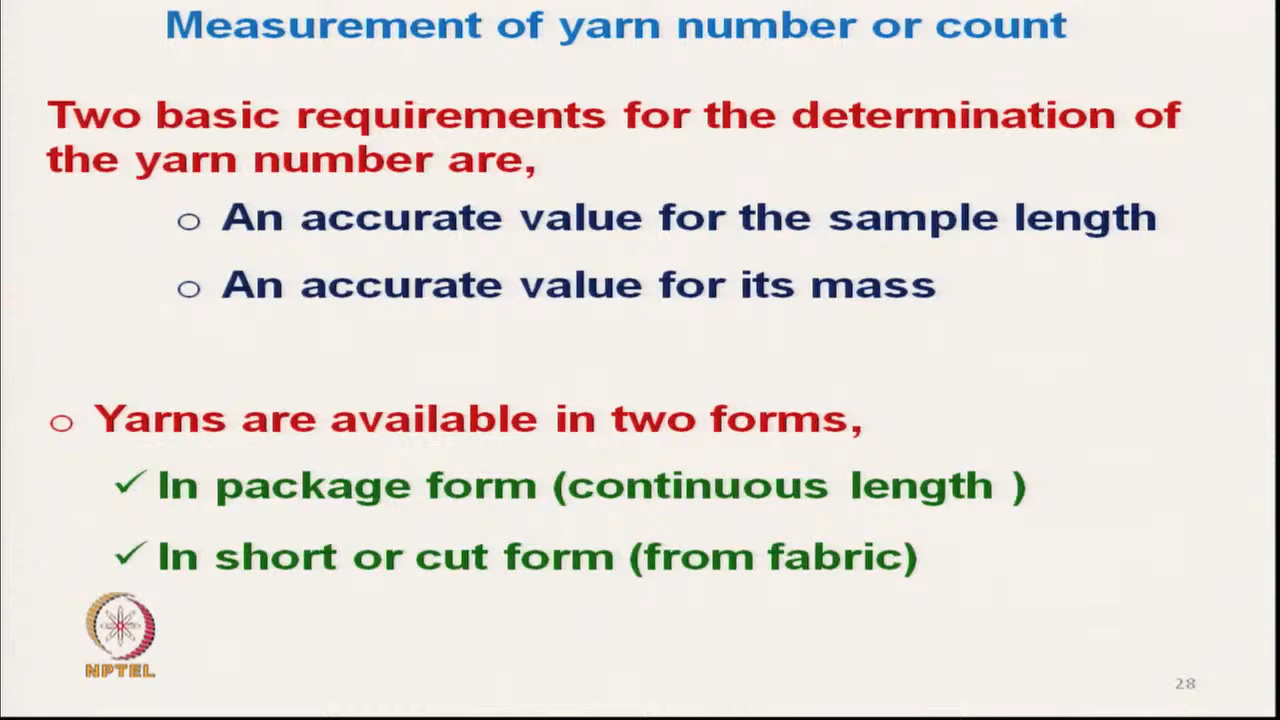 Measurement of yarn number or count
Two basic requirements for the determination of
the yarn number are,
o An accurate value for the sample length
o An accurate value for its mass
o Yarns are available in two forms,
✓ In package form (continuous length )
✓ In short or cut form (from fabric)
NPTEL
28